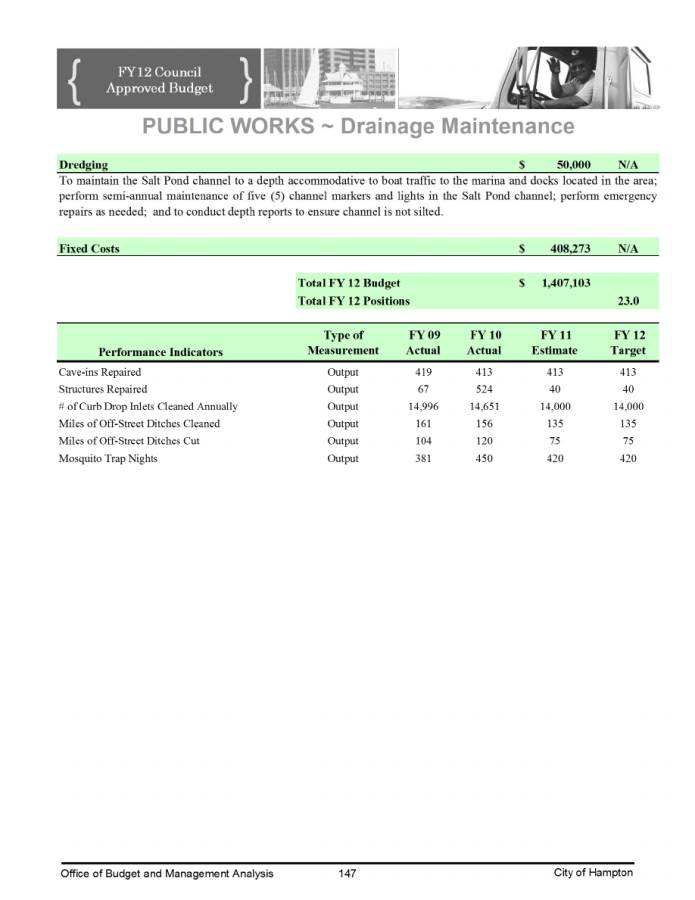 FY12 Council
Approved Budget
PUBLIC WORKS ~ Drainage Maintenance
Dredging $ 50,000 N/A
To maintain the Salt Pond channel to a depth accommodative to boat traffic to the marina and docks located in the area;
perform semi-annual maintenance of five (5) channel markers and lights in the Salt Pond channel; perform emergency
repairs as needed; and to conduct depth reports to ensure channel is not silted.
Fixed Costs $ 408,273 N/A
Total FY 12 Budget $ 1,407,103
Total FY 12 Positions 23.0
Type of FY 09 FY 10 FY 11 FY 12
Performance Indicators Measurement Actual Actual Estimate Target
Cave-ins Repaired Output 419 413 413 413
Structures Repaired Output 67 524 40 40
# of Curb Drop Inlets Cleaned Annually Output 14,996 14,651 14,000 14,000
Miles of Off-Street Ditches Cleaned Output 161 156 135 135
Miles of Off-Street Ditches Cut Output 104 120 75 75
Mosquito Trap Nights Output 381 450 420 420
Office of Budget and Management Analysis 147 City of Hampton